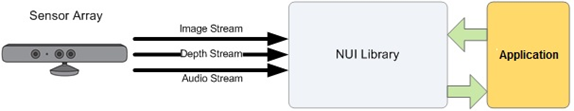 Sensor Array
Image Stream
Depth Stream
Audio Stream
NUI Library
Application